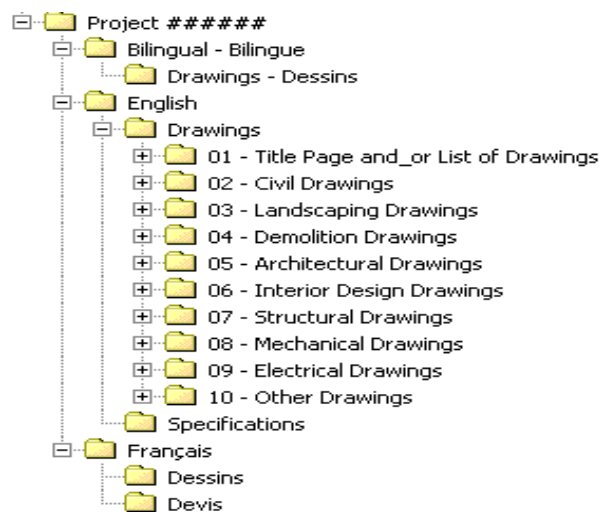 Project ######
Bilingual - Bilingue
Drawings - Dessins
English
Drawings
01 - Title Page and_or List of Drawings
02 - Civil Drawings
03 - Landscaping Drawings
04 - Demolition Drawings
05 - Architectural Drawings
06 - Interior Design Drawings
07 - Structural Drawings
08 - Mechanical Drawings
09 - Electrical Drawings
10 - Other Drawings
Specifications
Français
Dessins
Devis